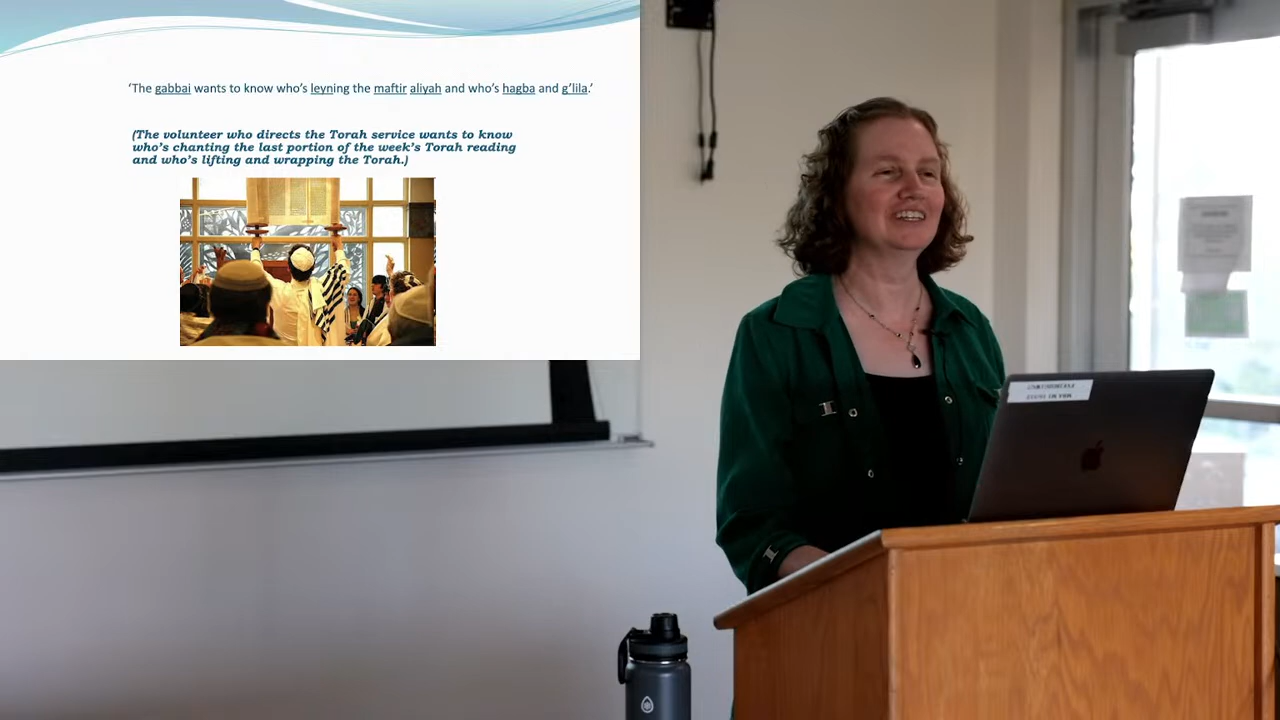 ‘The gabbai wants to know who’s leyning the maftir aliyah and who’s hagba and g’lila.’
(The volunteer who directs the Torah service wants to know
who’s chanting the last portion of the week’s Torah reading
and who’s lifting and wrapping the Torah.)